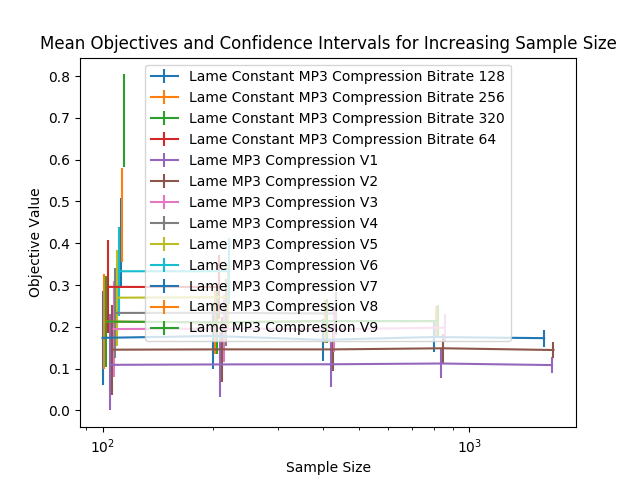 Mean Objectives and Confidence Intervals for Increasing Sample Size
0.8
0.7
0.6
0.5
0.4
0.3
0.2
0.1
0.0
Objective Value
Lame Constant MP3 Compression Bitrate 128
Lame Constant MP3 Compression Bitrate 256
Lame Constant MP3 Compression Bitrate 320
Lame Constant MP3 Compression Bitrate 64
Lame MP3 Compression V1
Lame MP3 Compression V2
Lame MP3 Compression V3
Lame MP3 Compression V4
Lame MP3 Compression V5
Lame MP3 Compression V6
Lame MP3 Compression V7
Lame MP3 Compression V8
Lame MP3 Compression V9
10² 10³
Sample Size